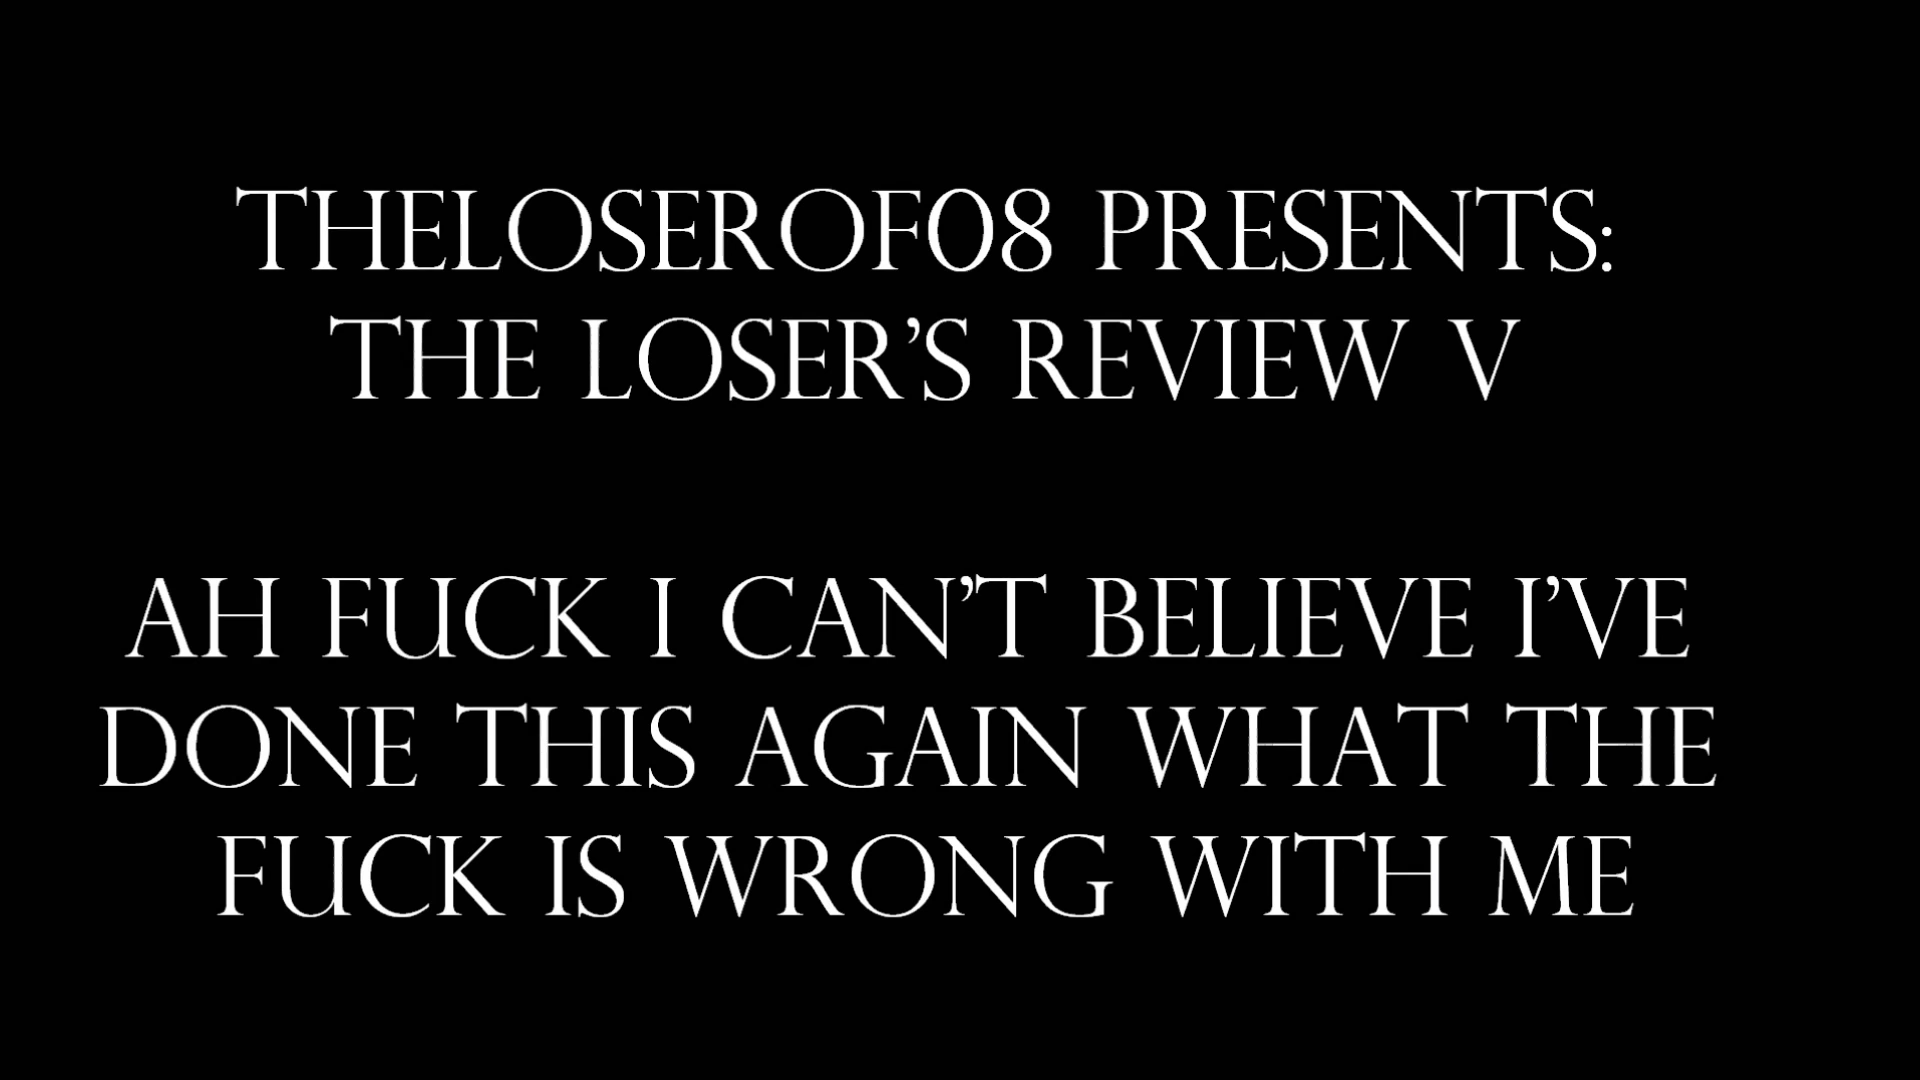 THELOSEROF08 PRESENTS:
THE LOSER'S REVIEW V
AH FUCK I CAN'T BELIEVE I'VE
DONE THIS AGAIN WHAT THE
FUCK IS WRONG WITH ME